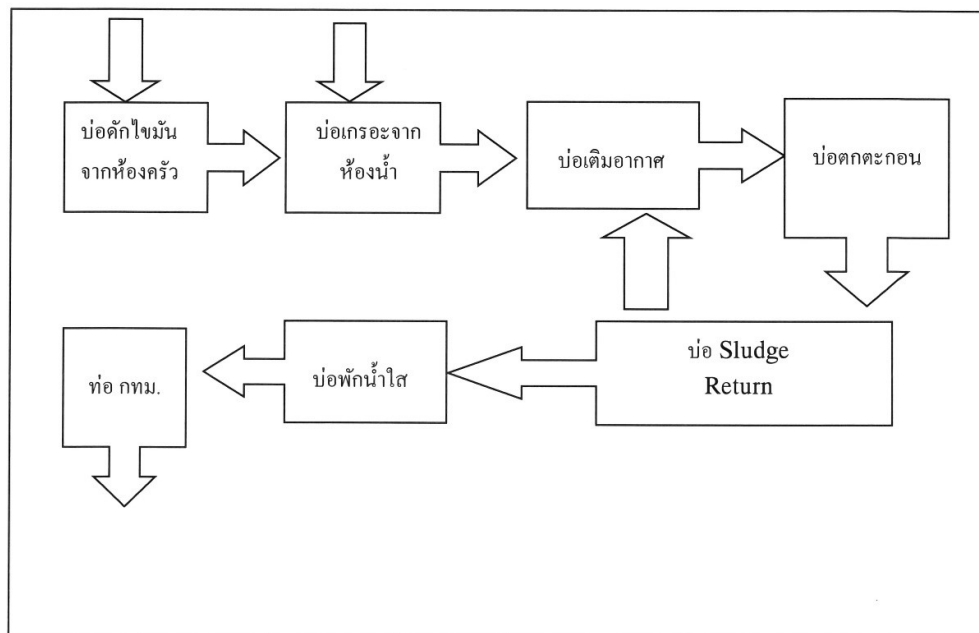 บ่อดักไขมัน
จากห้องครัว
บ่อเกรอะจาก
ห้องน้ำ
บ่อเติมอากาศ
บ่อตกตะกอน
บ่อ Sludge
Return
บ่อพักน้ำใส
ท่อ กทม.